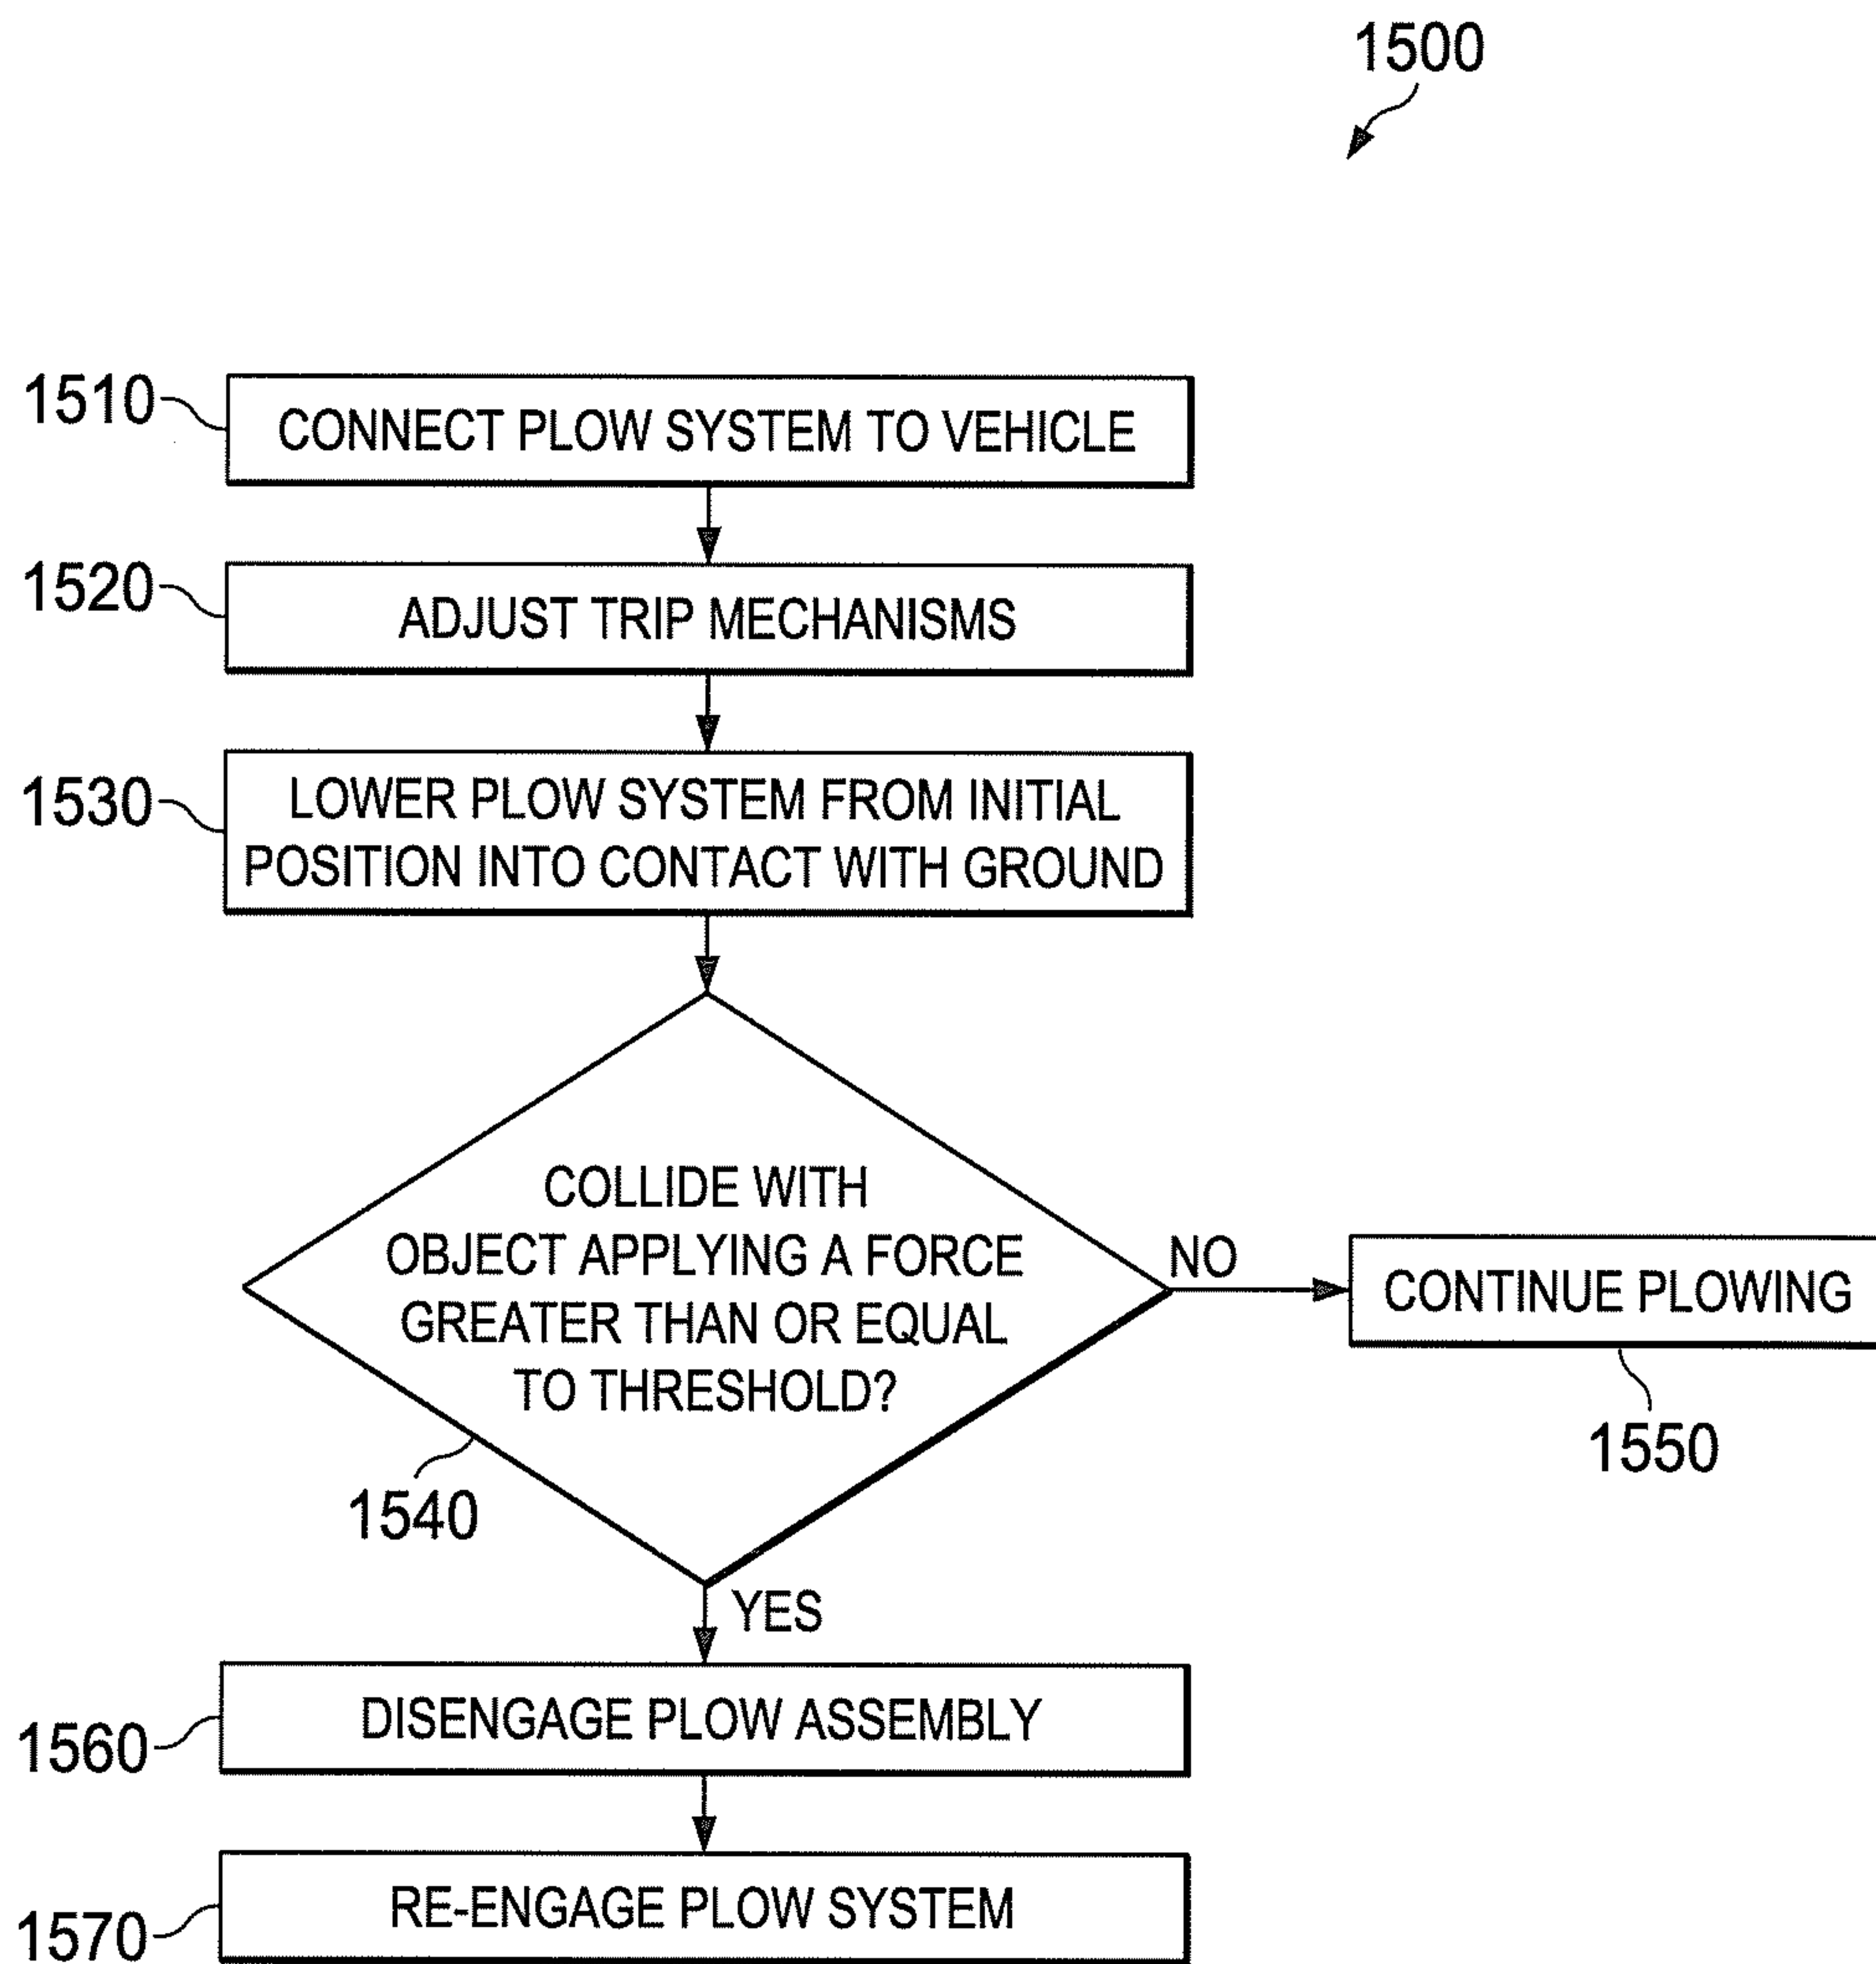 1500
1510
CONNECT PLOW SYSTEM TO VEHICLE
1520
ADJUST TRIP MECHANISMS
1530
LOWER PLOW SYSTEM FROM INITIAL
POSITION INTO CONTACT WITH GROUND
COLLIDE WITH
OBJECT APPLYING A FORCE
GREATER THAN OR EQUAL
TO THRESHOLD?
1540
NO
CONTINUE PLOWING
1550
YES
1560
DISENGAGE PLOW ASSEMBLY
1570
RE-ENGAGE PLOW SYSTEM